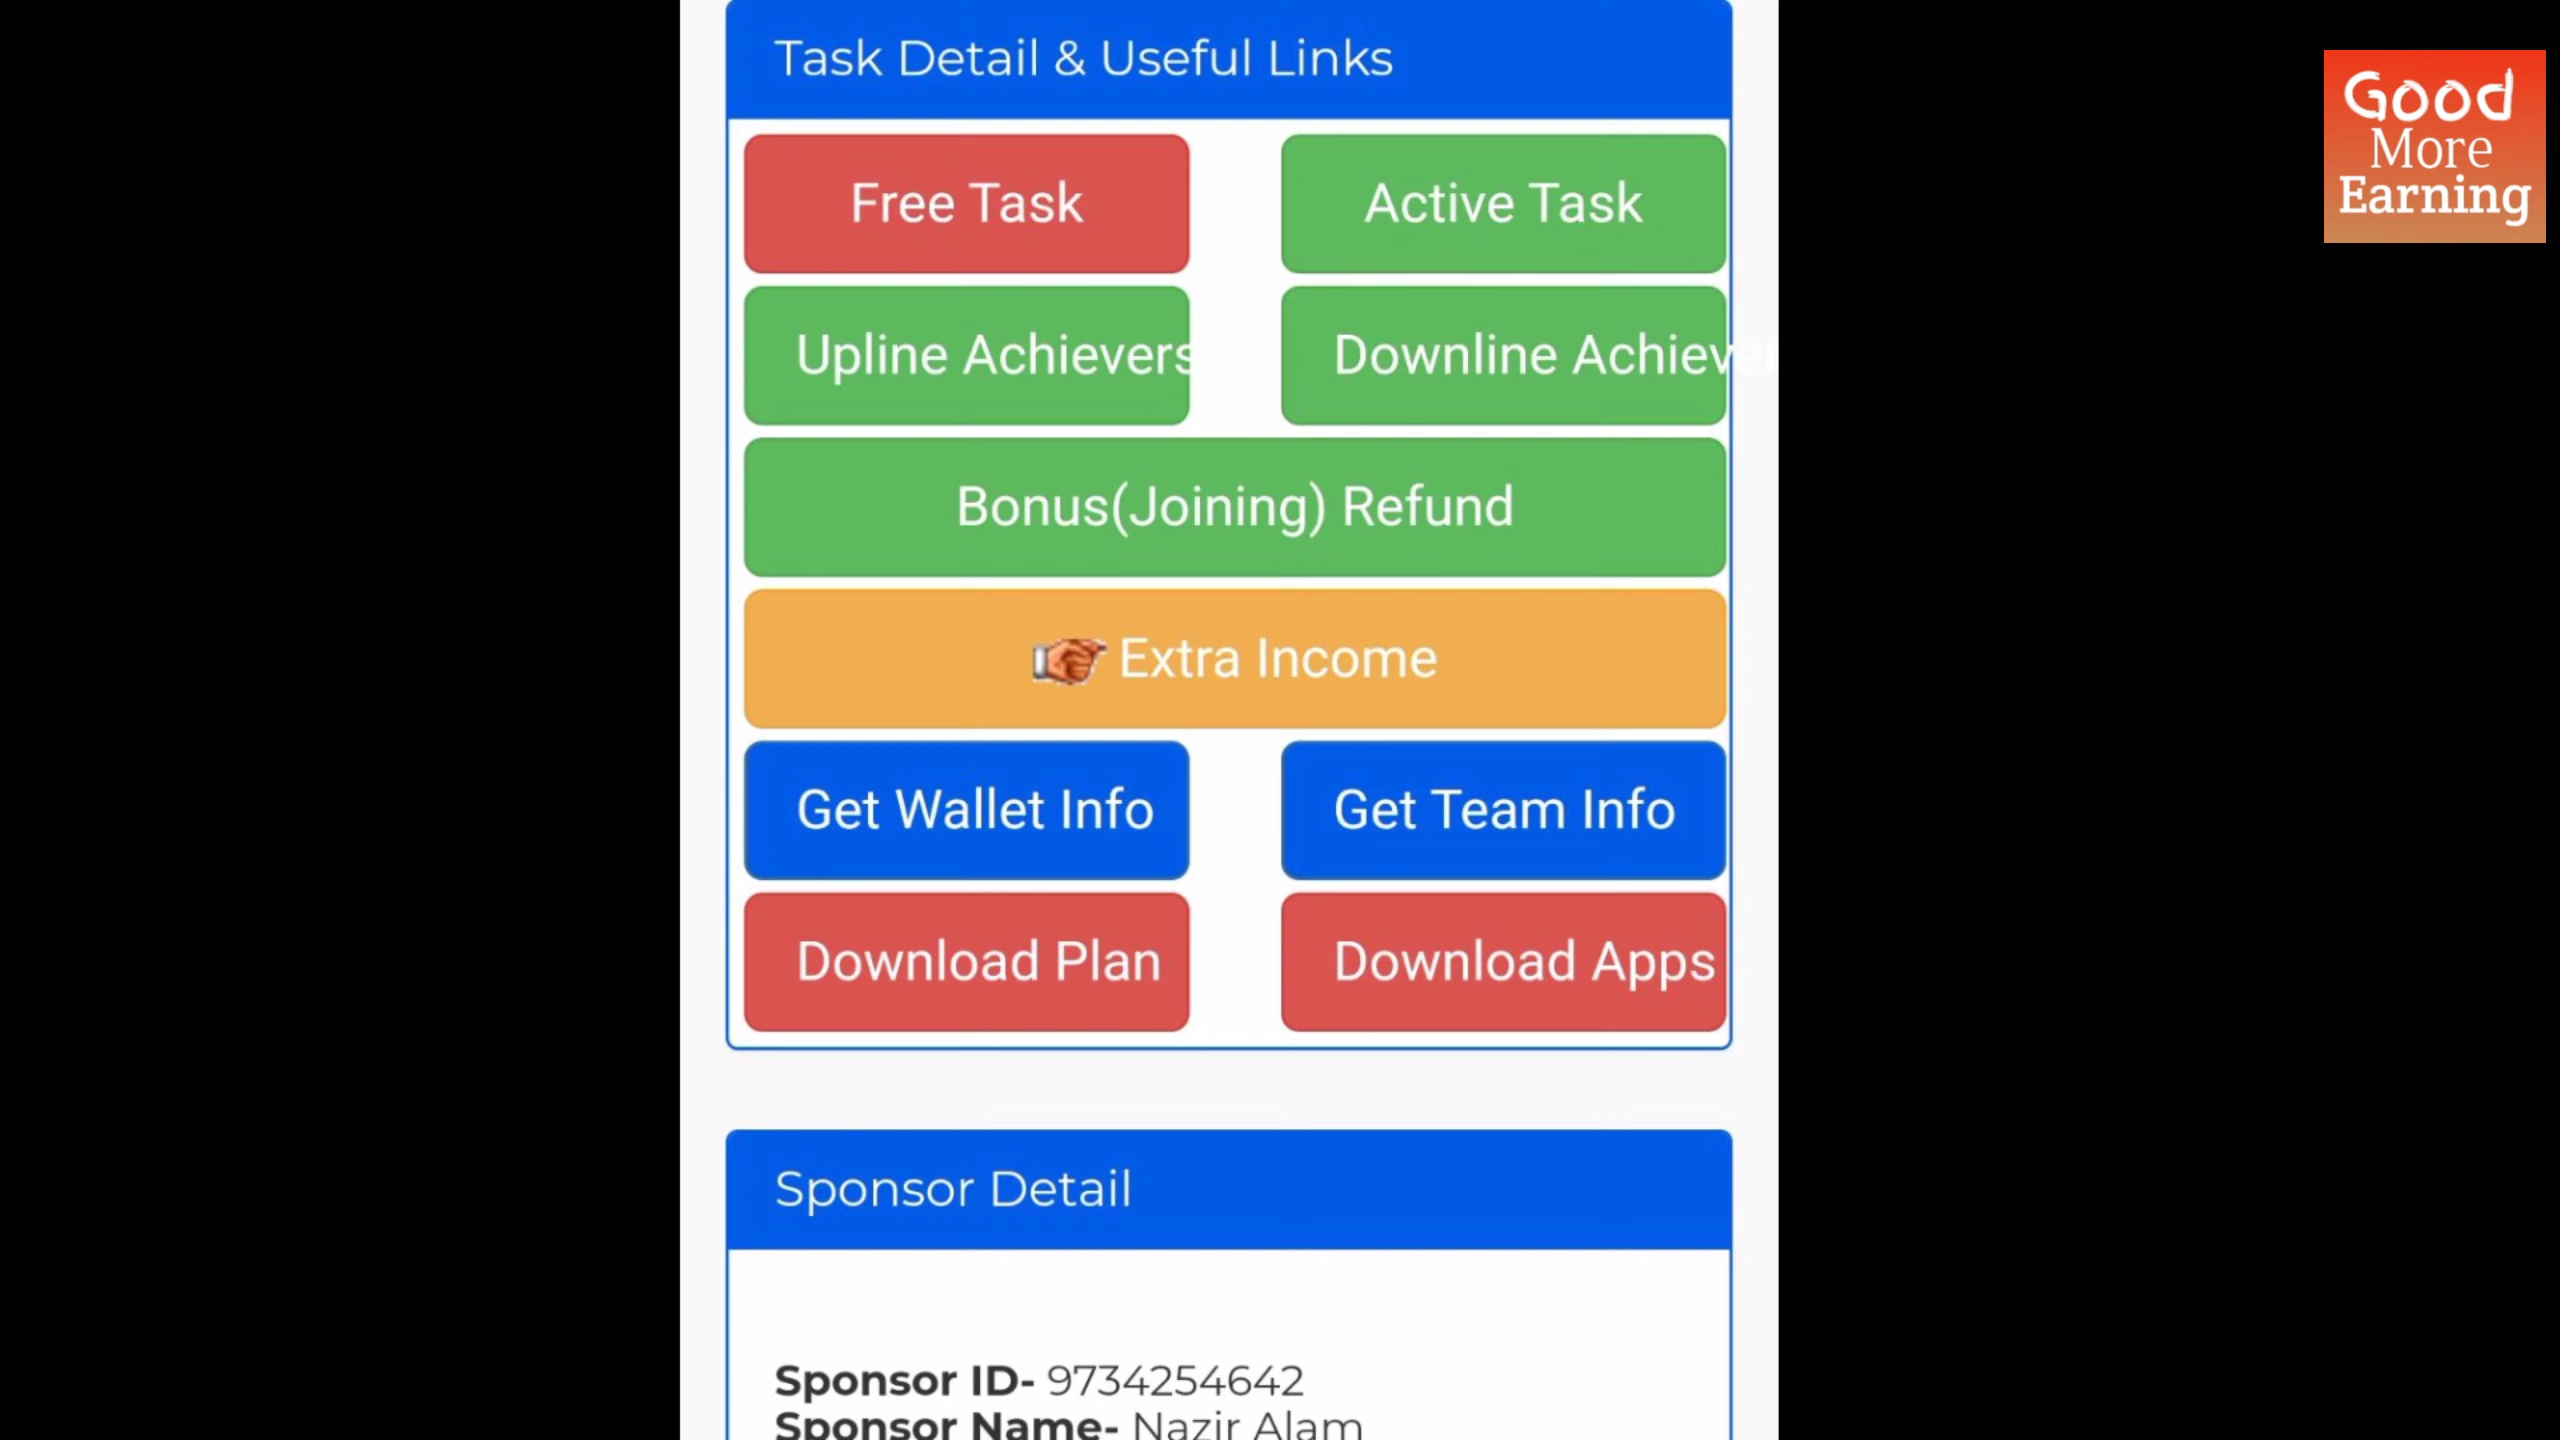 Task Detail & Useful Links
Good
More
Earning
Free Task
Active Task
Upline Achievers
Downline Achiever
Bonus(Joining) Refund
Extra Income
Get Wallet Info
Get Team Info
Download Plan
Download Apps
Sponsor Detail
Sponsor ID- 9734254642
Sponsor Name- Nazir Alam